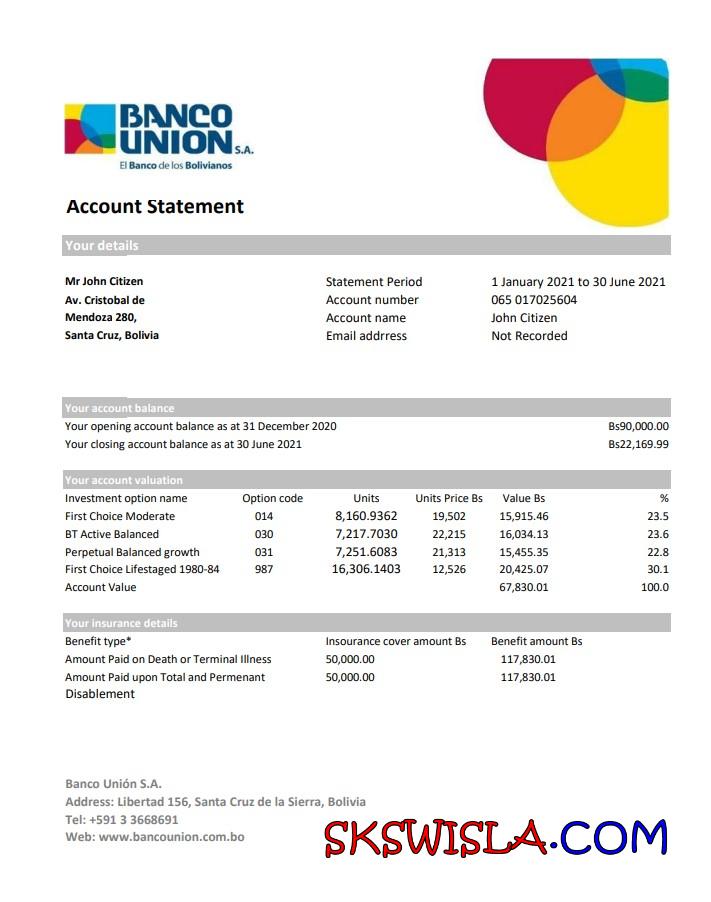 BANCO
UNION S.A.
El Banco de los Bolivianos
Account Statement
Your details
Mr John Citizen Statement Period 1 January 2021 to 30 June 2021
Av. Cristobal de Account number 065 017025604
Mendoza 280, Account name John Citizen
Santa Cruz, Bolivia Email adrress Not Recorded
Your account balance
Your opening account balance as at 31 December 2020 Bs90,000.00
Your closing account balance as at 30 June 2021 Bs22,169.99
Your account valuation
Investment option name Option code Units Units Price Bs Value Bs %
First Choice Moderate 014 8,160.9362 19,502 15,915.46 23.5
BT Active Balanced 030 7,217.7030 22,215 16,034.13 23.6
Perpetual Balanced growth 031 7,251.6083 21,313 15,455.35 22.8
First Choice Lifestaged 1980-84 987 16,306.1403 12,526 20,425.07 30.1
Account Value 67,830.01 100.0
Your insurance details
Benefit type* Insourance cover amount Bs Benefit amount Bs
Amount Paid on Death or Terminal Illness 50,000.00 117,830.01
Amount Paid upon Total and Permenant 50,000.00 117,830.01
Disablement
Banco Unión S.A.
Address: Libertad 156, Santa Cruz de la Sierra, Bolivia
Tel: +591 3 3668691
Web: www.bancounion.com.bo
SKSWISLA.COM